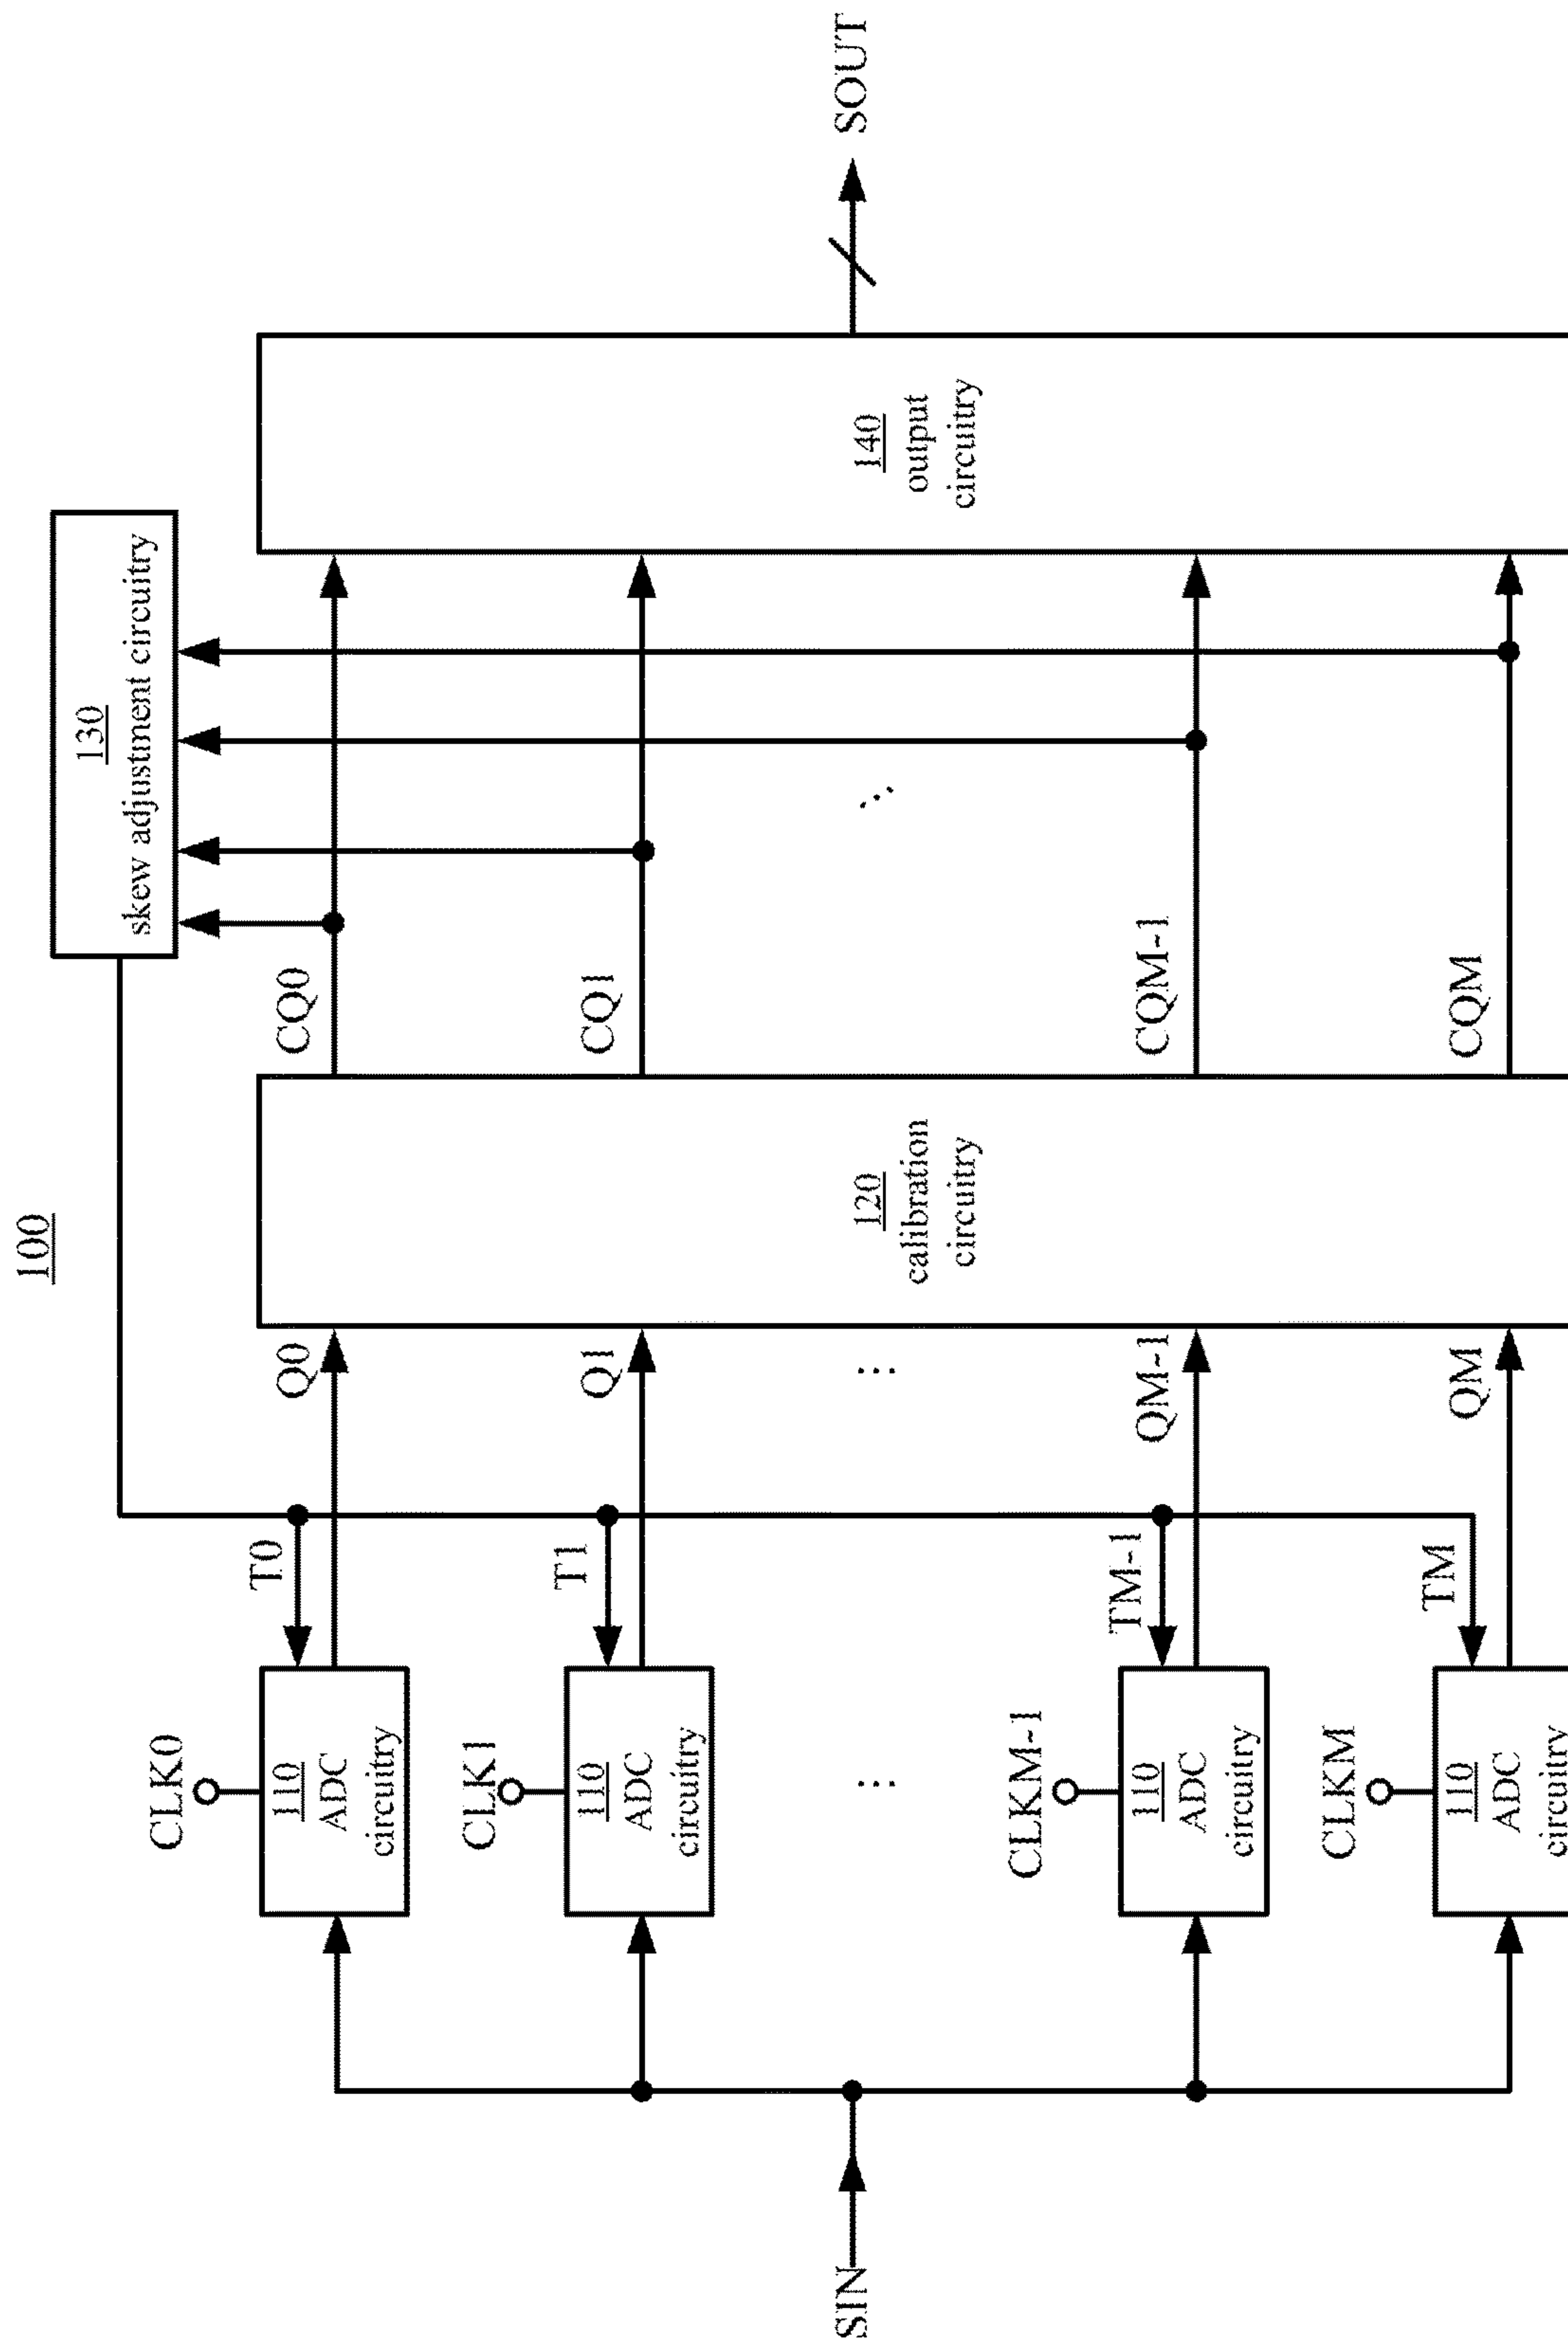 100
130
skew adjustment circuitry
CLK0
T0
Q0
CQ0
110
ADC
circuitry
CLK1
T1
Q1
CQ1
110
ADC
circuitry
SIN
...
...
120
calibration
circuitry
...
140
output
circuitry
SOUT
CLKM-1
TM-1
QM-1
CQM-1
110
ADC
circuitry
CLKM
TM
QM
CQM
110
ADC
circuitry